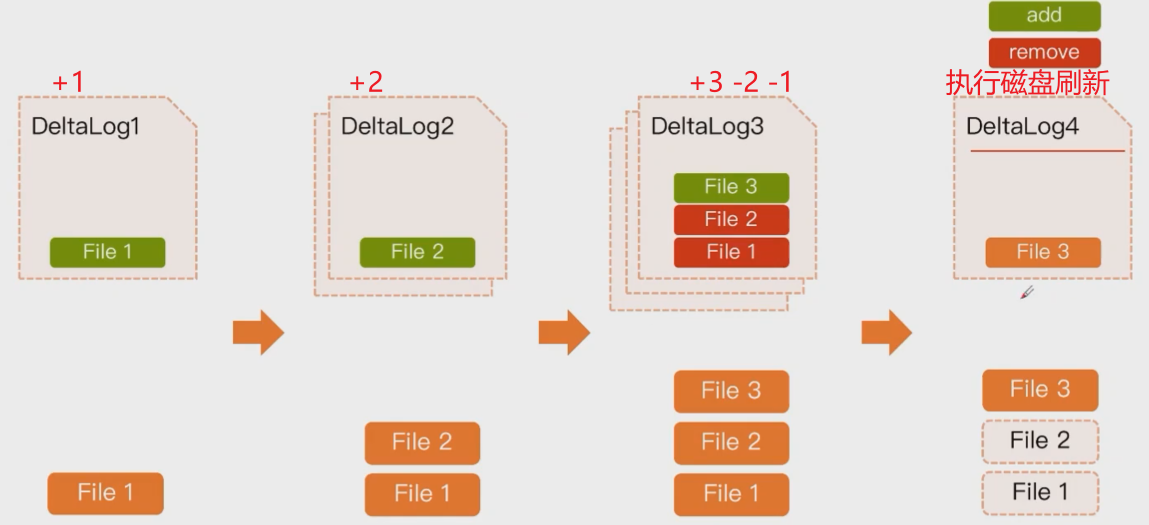 add
remove
+1
+2
+3 -2 -1
执行磁盘刷新
DeltaLog1
DeltaLog2
DeltaLog3
DeltaLog4
File 3
File 2
File 1
File 2
File 1
File 3
File 3
File 3
File 2
File 2
File 2
File 1
File 1
File 1
File 1